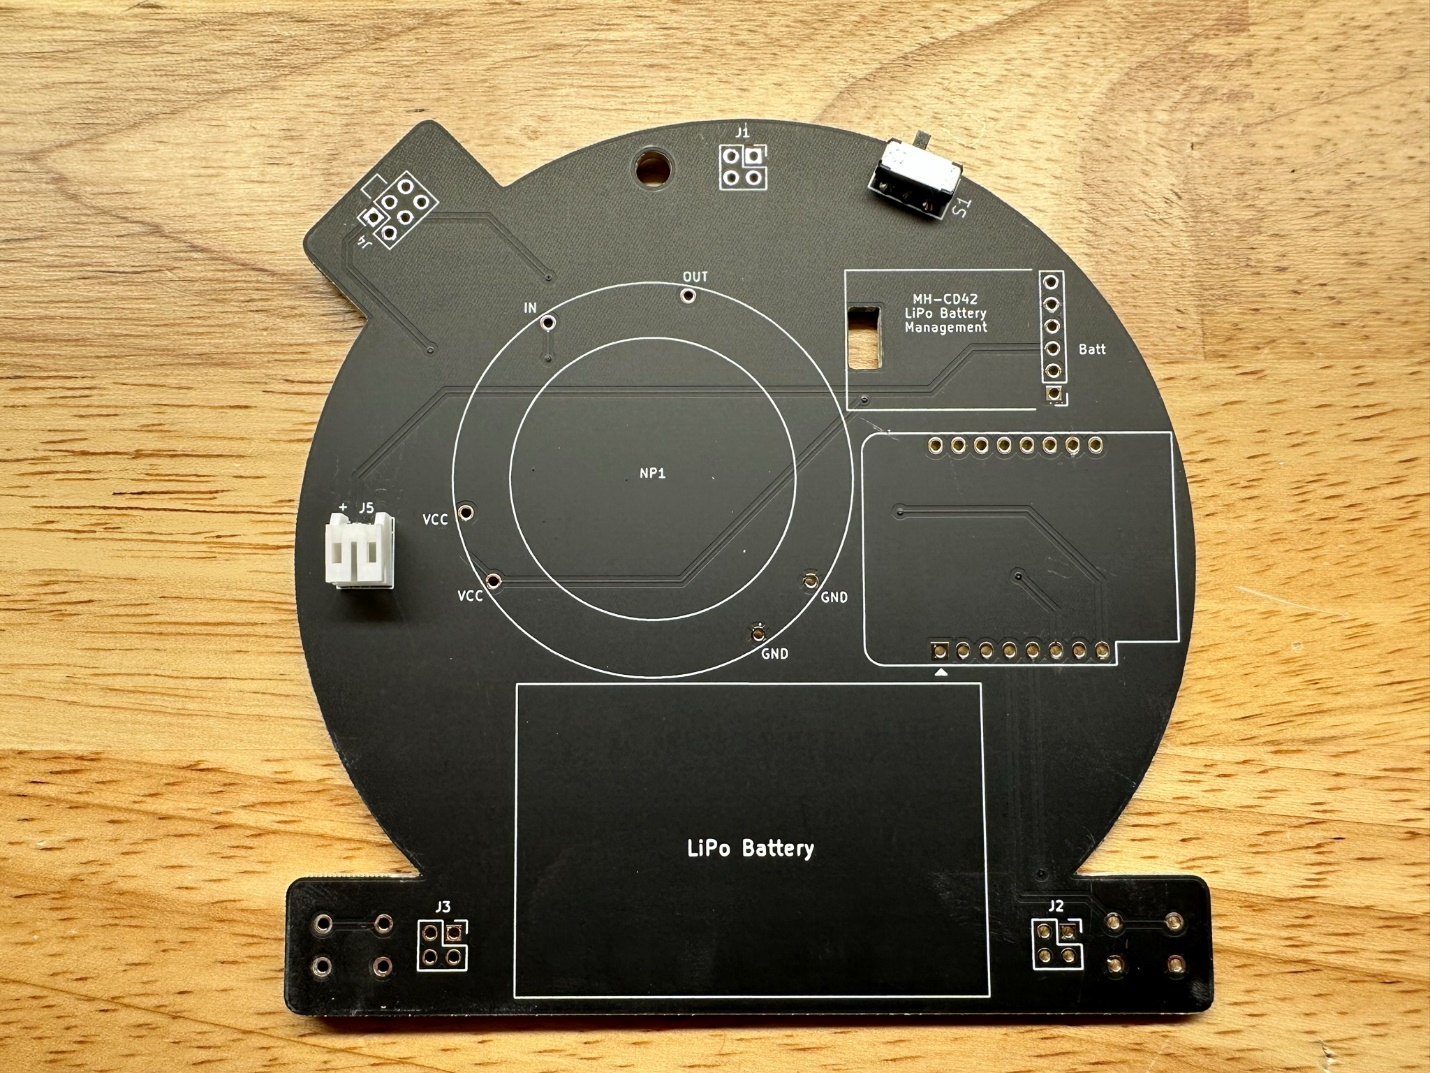 J1
S1
J4
OUT
IN
MH-CD42
LiPo Battery
Management
Batt
NP1
+ J5
VCC
VCC
GND
GND
LiPo Battery
J3
J2